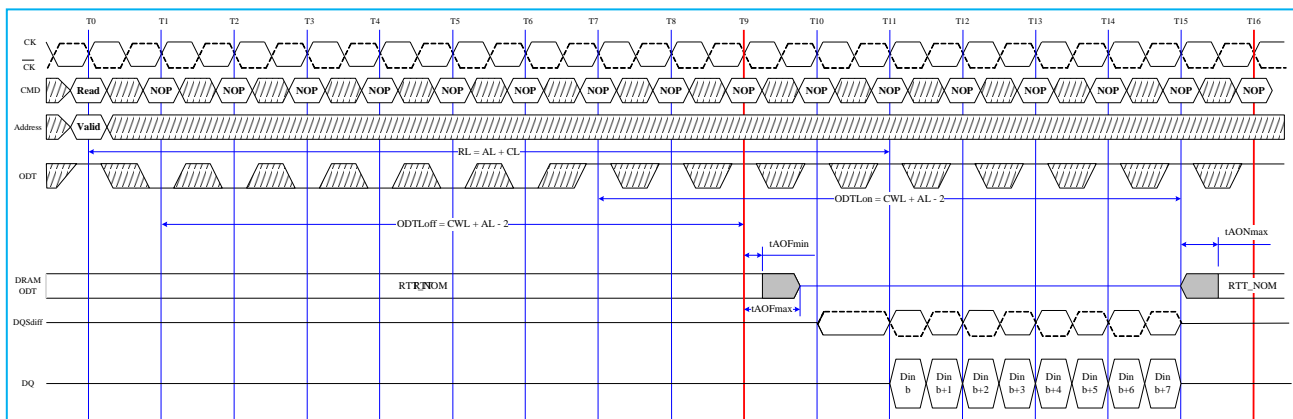 T0 T1 T2 T3 T4 T5 T6 T7 T8 T9 T10 T11 T12 T13 T14 T15 T16
CK
CK
CMD Read NOP NOP NOP NOP NOP NOP NOP NOP NOP NOP NOP NOP NOP NOP NOP NOP
Address Valid
RL = AL + CL
ODT
ODTLon = CWL + AL - 2
ODTLoff = CWL + AL - 2
tAOFmin
tAONmax
DRAM
ODT
RTT_NOM
RTT_NOM
tAOFmax
DQSdiff
DQ
Din
b
Din
b+1
Din
b+2
Din
b+3
Din
b+4
Din
b+5
Din
b+6
Din
b+7